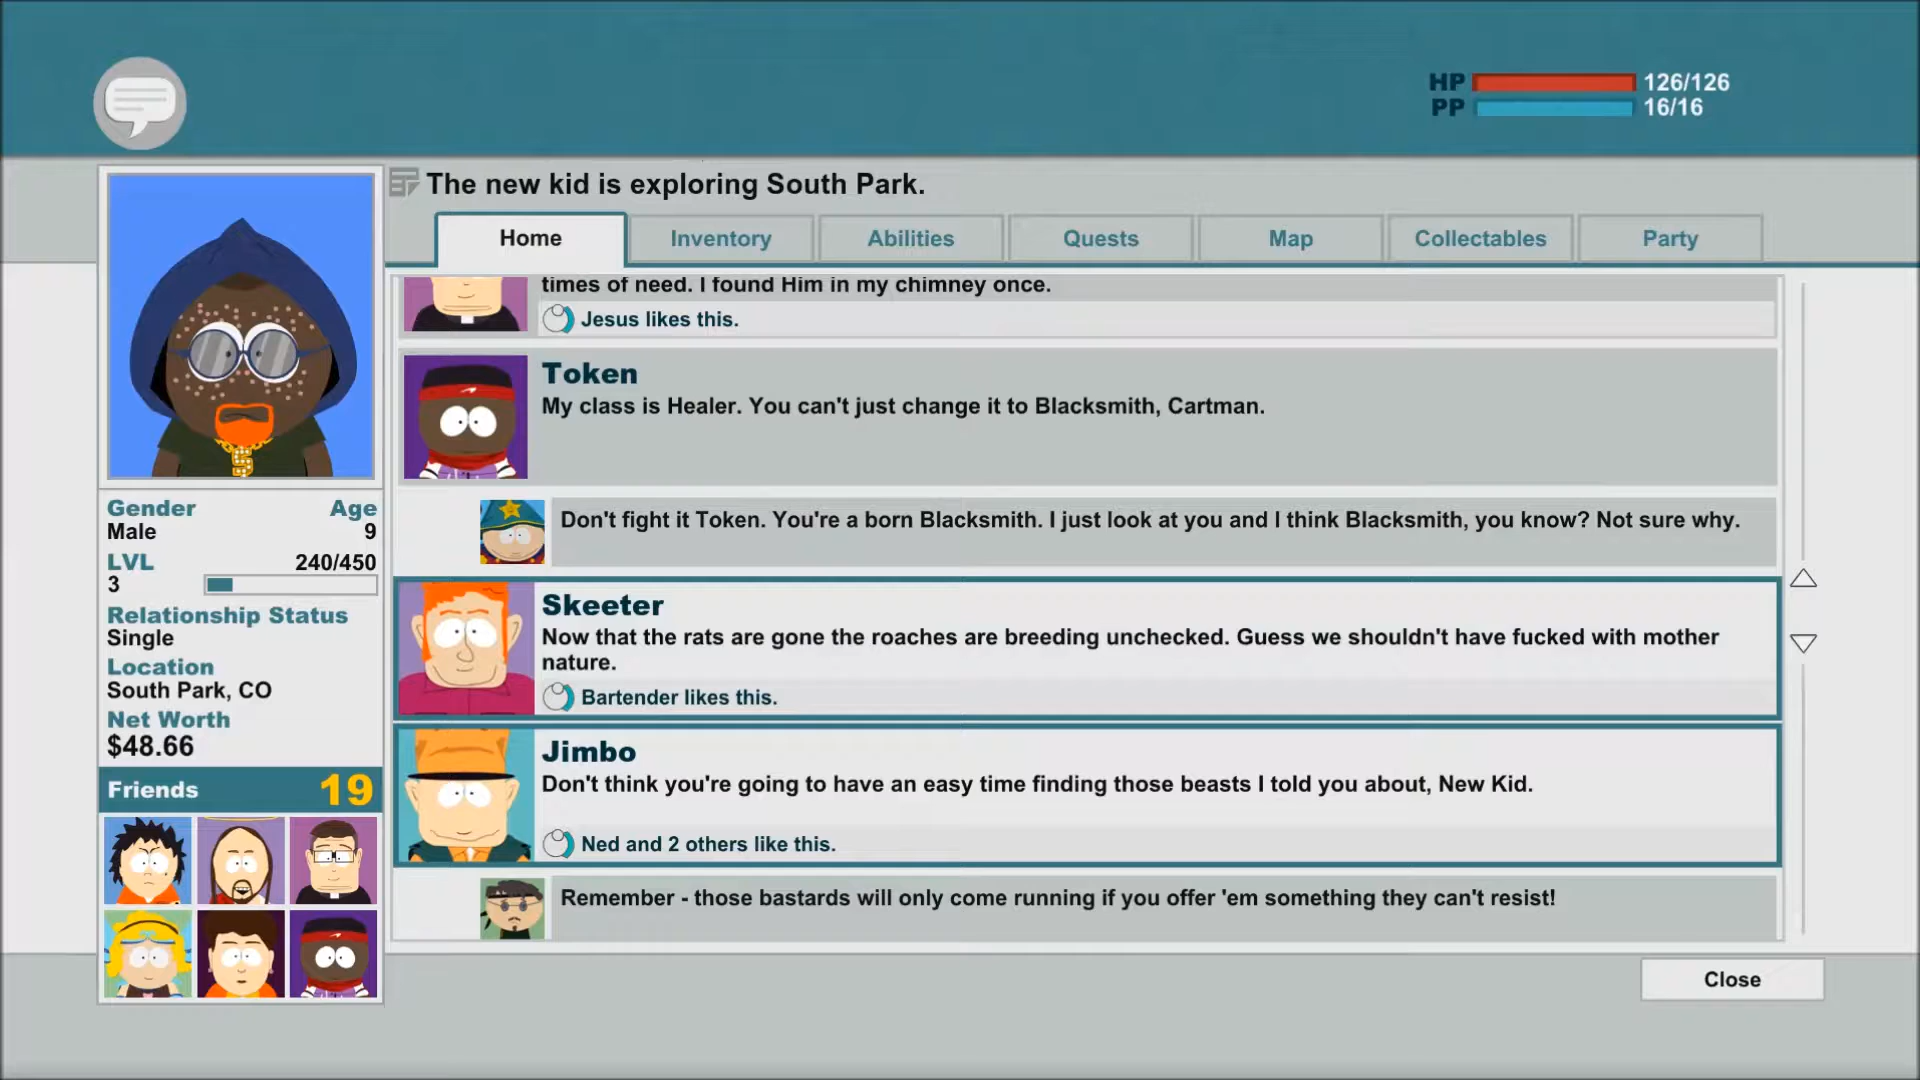 HP 126/126
PP 16/16
The new kid is exploring South Park.
Home Inventory Abilities Quests Map Collectables Party
times of need. I found Him in my chimney once.
Jesus likes this.
Token
My class is Healer. You can't just change it to Blacksmith, Cartman.
Don't fight it Token. You're a born Blacksmith. I just look at you and I think Blacksmith, you know? Not sure why.
Skeeter
Now that the rats are gone the roaches are breeding unchecked. Guess we shouldn't have fucked with mother
nature.
Bartender likes this.
Jimbo
Don't think you're going to have an easy time finding those beasts I told you about, New Kid.
Ned and 2 others like this.
Remember - those bastards will only come running if you offer 'em something they can't resist!
Gender Age
Male 9
LVL 240/450
3
Relationship Status
Single
Location
South Park, CO
Net Worth
$48.66
Friends 19
Close